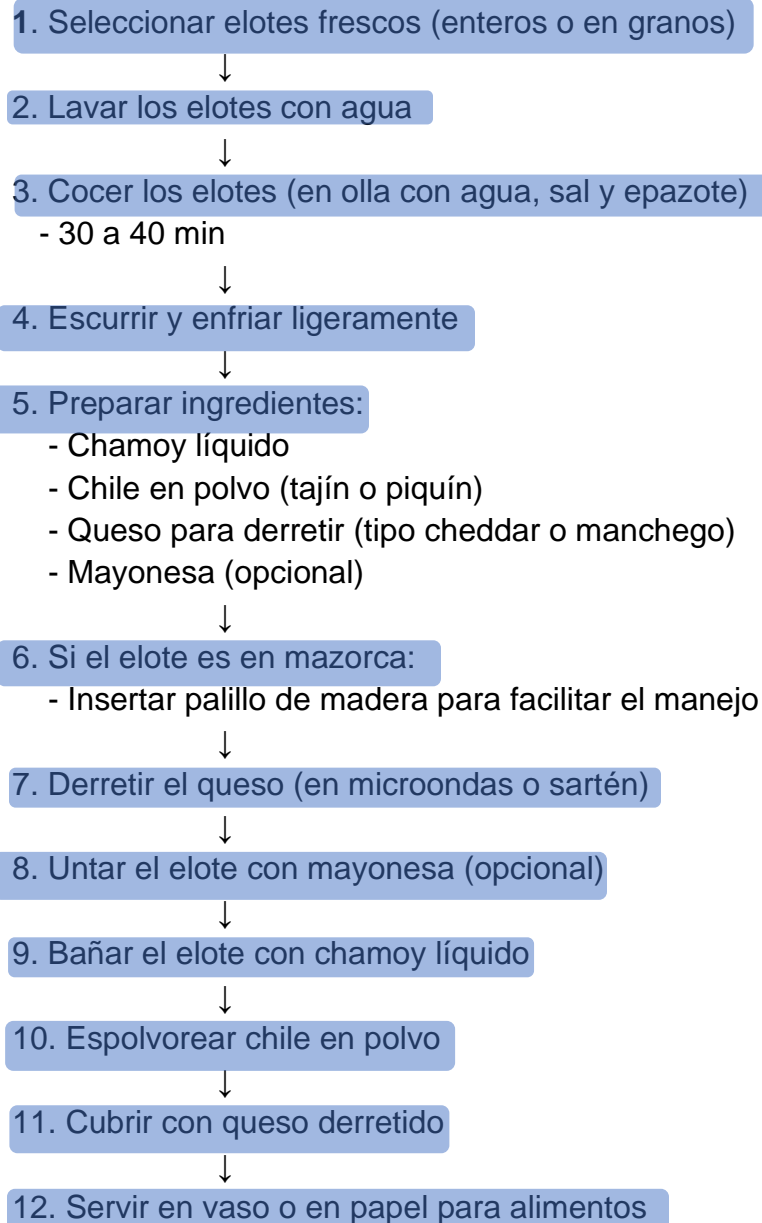 1. Seleccionar elotes frescos (enteros o en granos)
↓
2. Lavar los elotes con agua
↓
3. Cocer los elotes (en olla con agua, sal y epazote)
- 30 a 40 min
↓
4. Escurrir y enfriar ligeramente
↓
5. Preparar ingredientes:
- Chamoy líquido
- Chile en polvo (tajín o piquín)
- Queso para derretir (tipo cheddar o manchego)
- Mayonesa (opcional)
↓
6. Si el elote es en mazorca:
- Insertar palillo de madera para facilitar el manejo
↓
7. Derretir el queso (en microondas o sartén)
↓
8. Untar el elote con mayonesa (opcional)
↓
9. Bañar el elote con chamoy líquido
↓
10. Espolvorear chile en polvo
↓
11. Cubrir con queso derretido
↓
12. Servir en vaso o en papel para alimentos